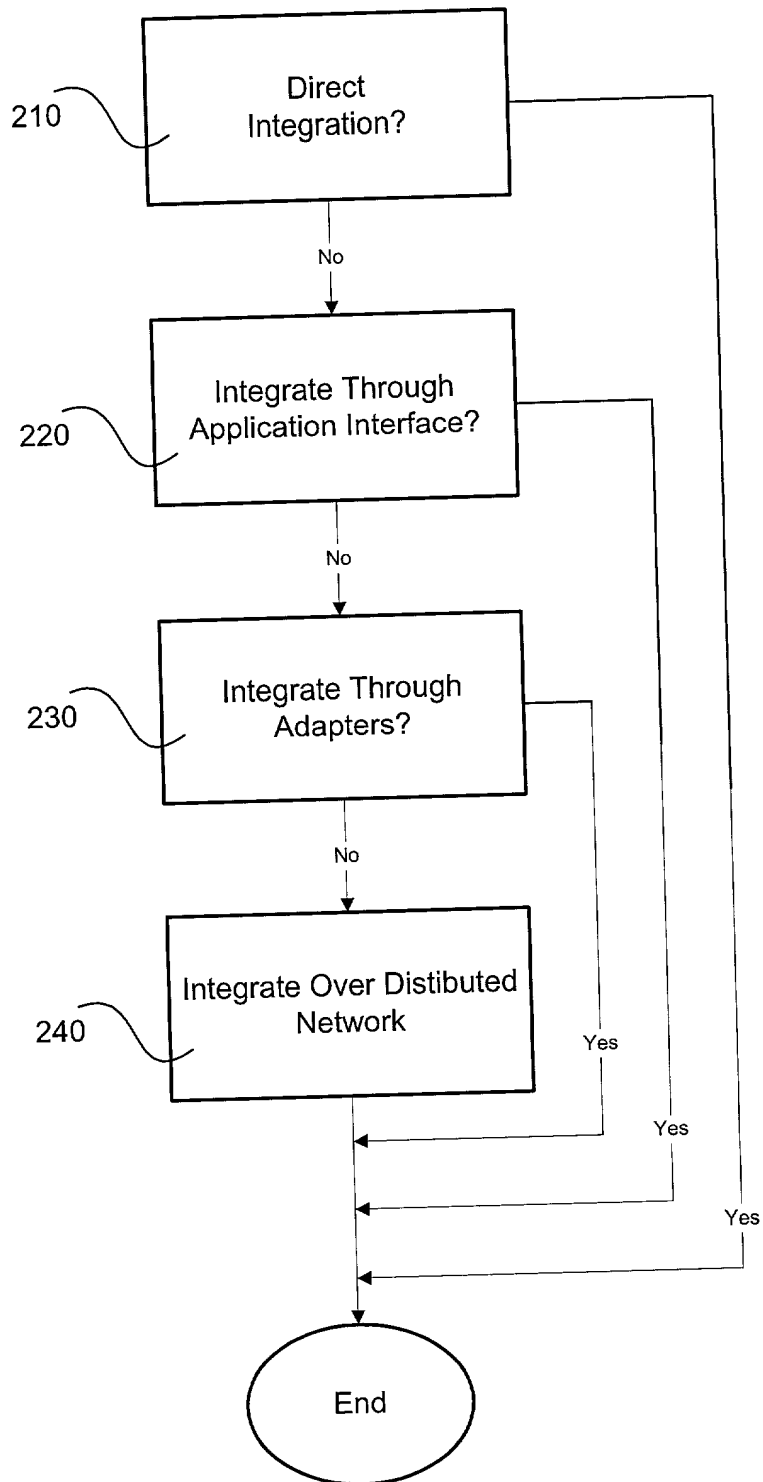 Direct
Integration?
210
No
Integrate Through
Application Interface?
220
No
Integrate Through
Adapters?
230
No
Integrate Over Distibuted
Network
240
Yes
Yes
Yes
End